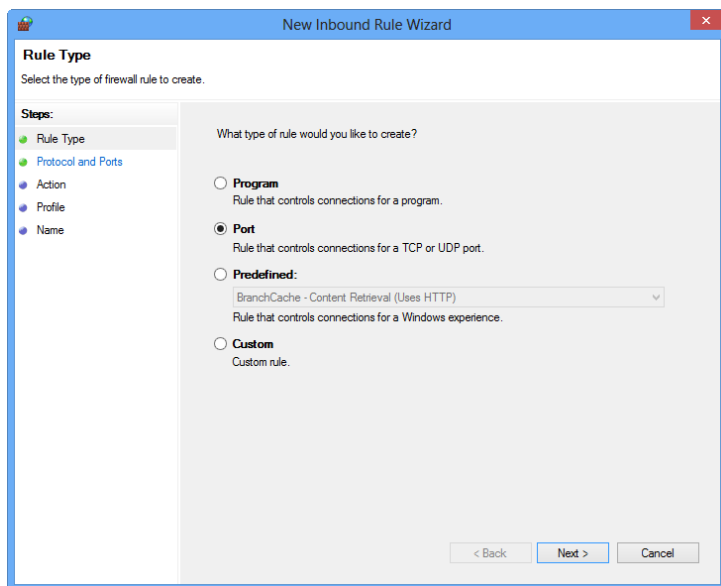 New Inbound Rule Wizard
Rule Type
Select the type of firewall rule to create.
Steps:
Rule Type
Protocol and Ports
Action
Profile
Name
What type of rule would you like to create?
Program
Rule that controls connections for a program.
Port
Rule that controls connections for a TCP or UDP port.
Predefined:
BranchCache - Content Retrieval (Uses HTTP)
Rule that controls connections for a Windows experience.
Custom
Custom rule.
< Back Next > Cancel